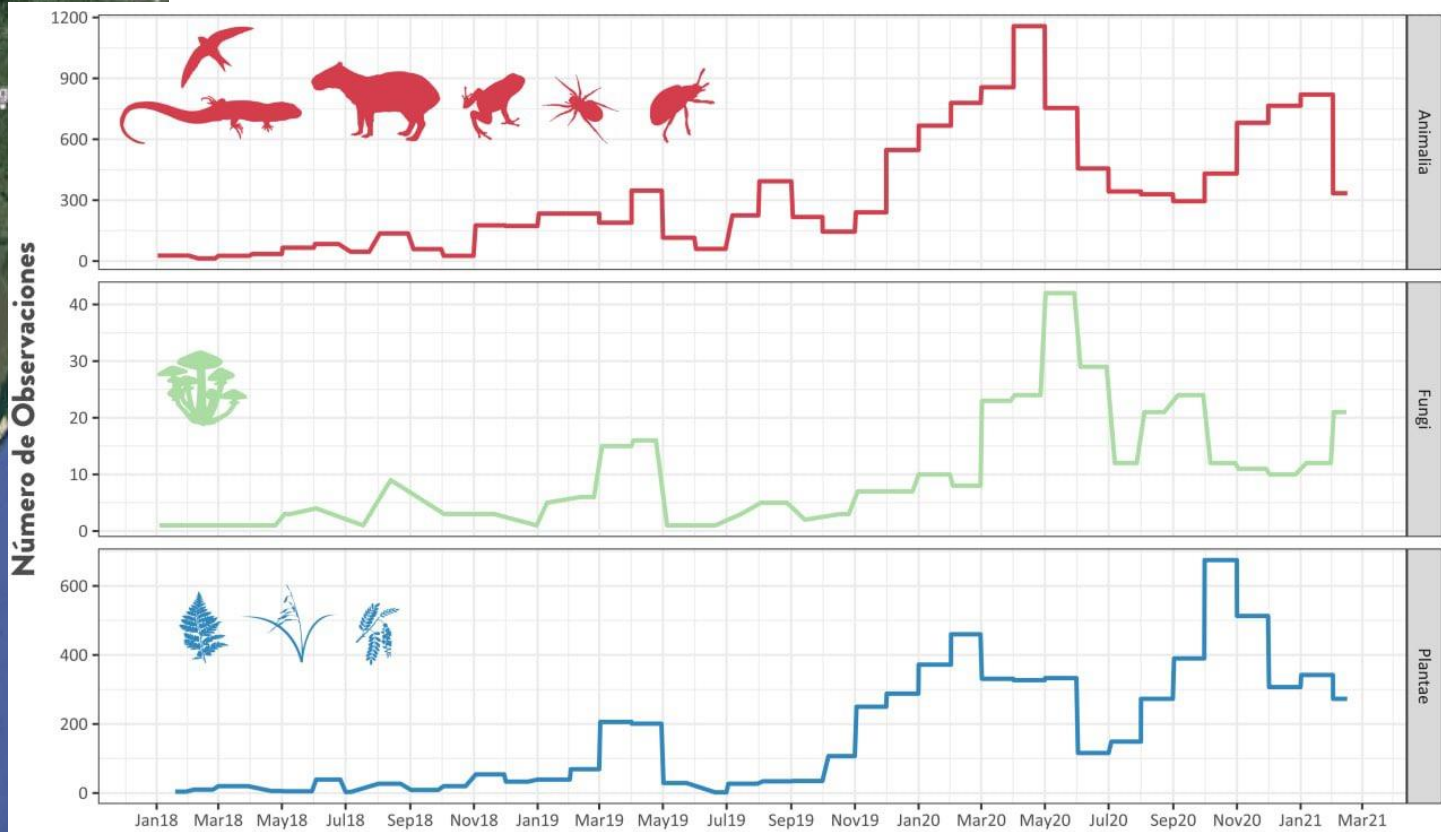 Número de Observaciones
1200
900
600
300
0
Animalia
40
30
20
10
0
Fungi
600
400
200
0
Plantae
Jan18 Mar18 May18 Jul18 Sep18 Nov18 Jan19 Mar19 May19 Jul19 Sep19 Nov19 Jan20 Mar20 May20 Jul20 Sep20 Nov20 Jan21 Mar21